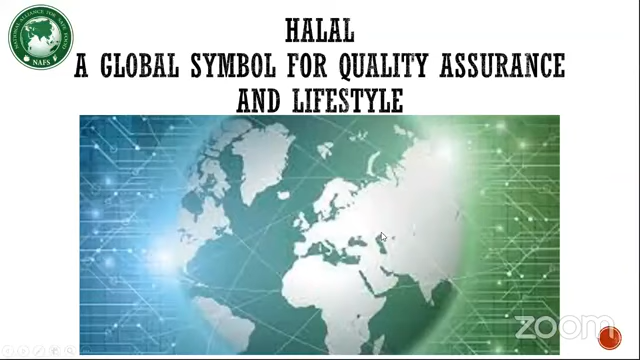 HALAL
A GLOBAL SYMBOL FOR QUALITY ASSURANCE
AND LIFESTYLE
NAFS
zoom